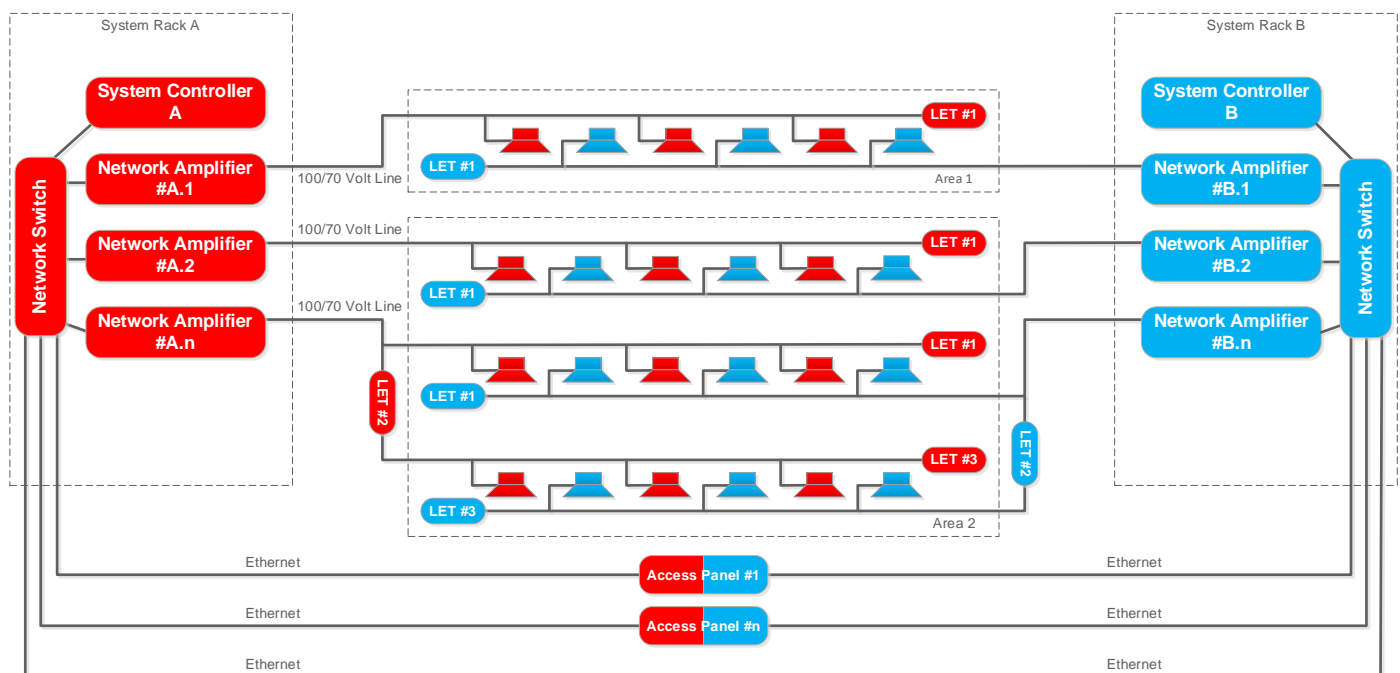 System Rack A
System Rack B
System Controller
A
System Controller
B
LET #1
Network Amplifier
#A.1
100/70 Volt Line
LET #1
Area 1
Network Amplifier
#B.1
Network Switch
Network Switch
100/70 Volt Line
Network Amplifier
#A.2
LET #1
LET #1
Network Amplifier
#B.2
100/70 Volt Line
Network Amplifier
#A.n
LET #1
Network Amplifier
#B.n
LET #2
LET #1
LET #2
LET #3
LET #3
Area 2
Ethernet
Access Panel #1
Ethernet
Ethernet
Access Panel #n
Ethernet
Ethernet
Ethernet